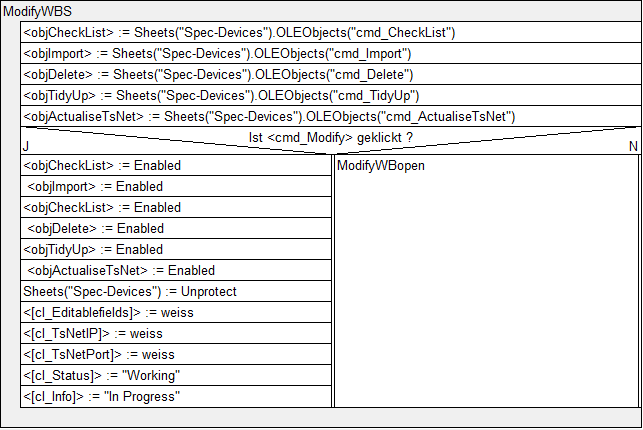 ModifyWBS
<objCheckList> := Sheets("Spec-Devices").OLEObjects("cmd_CheckList")
<objImport> := Sheets("Spec-Devices").OLEObjects("cmd_Import")
<objDelete> := Sheets("Spec-Devices").OLEObjects("cmd_Delete")
<objTidyUp> := Sheets("Spec-Devices").OLEObjects("cmd_TidyUp")
<objActualiseTsNet> := Sheets("Spec-Devices").OLEObjects("cmd_ActualiseTsNet")
Ist <cmd_Modify> geklickt ?
J
N
<objCheckList> := Enabled
<objImport> := Enabled
<objCheckList> := Enabled
<objDelete> := Enabled
<objTidyUp> := Enabled
<objActualiseTsNet> := Enabled
Sheets("Spec-Devices") := Unprotect
<[cl_Editablefields]> := weiss
<[cl_TsNetIP]> := weiss
<[cl_TsNetPort]> := weiss
<[cl_Status]> := "Working"
<[cl_Info]> := "In Progress"
ModifyWBopen